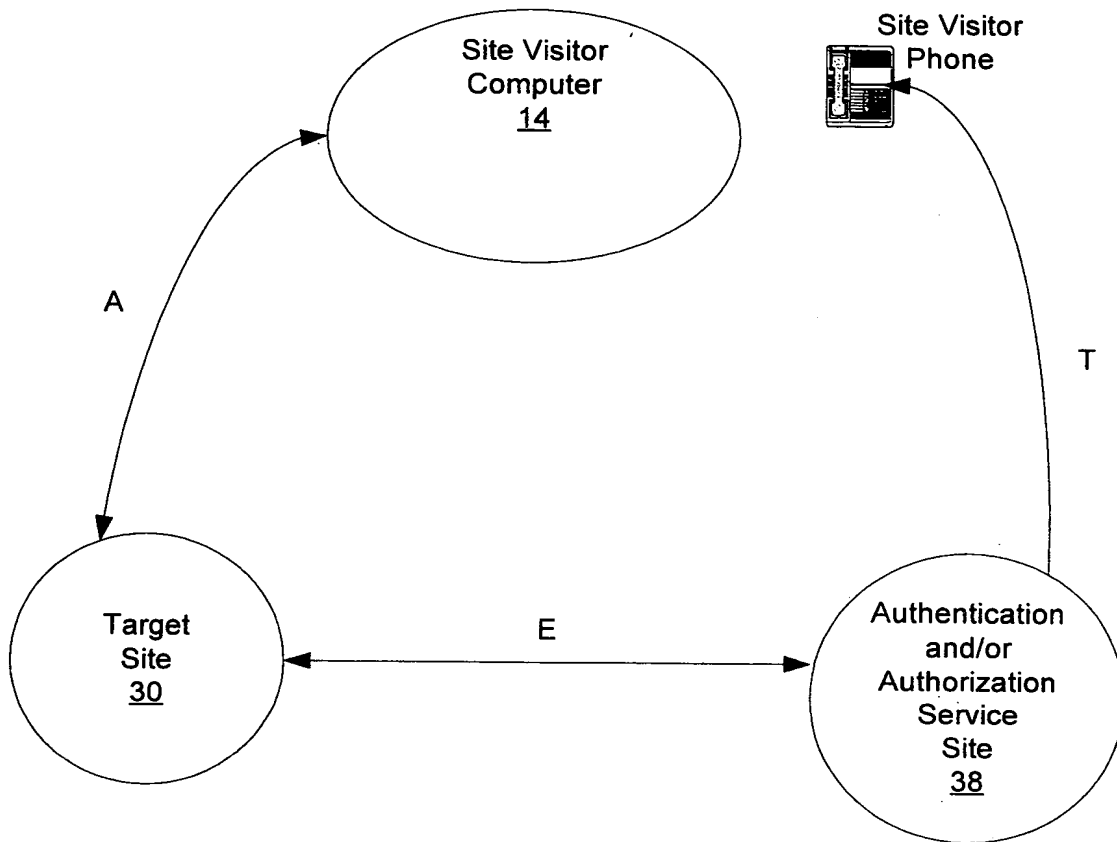 Site Visitor
Computer
14
Site Visitor
Phone
A
T
E
Target
Site
30
Authentication
and/or
Authorization
Service
Site
38